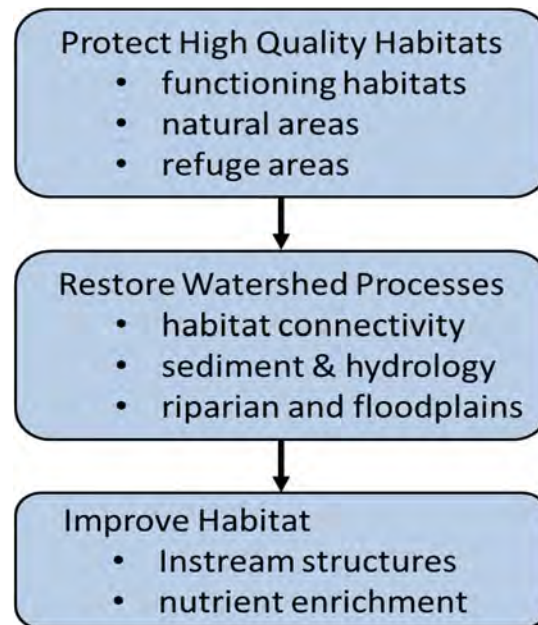 Protect High Quality Habitats
• functioning habitats
• natural areas
• refuge areas
Restore Watershed Processes
• habitat connectivity
• sediment & hydrology
• riparian and floodplains
Improve Habitat
• Instream structures
• nutrient enrichment